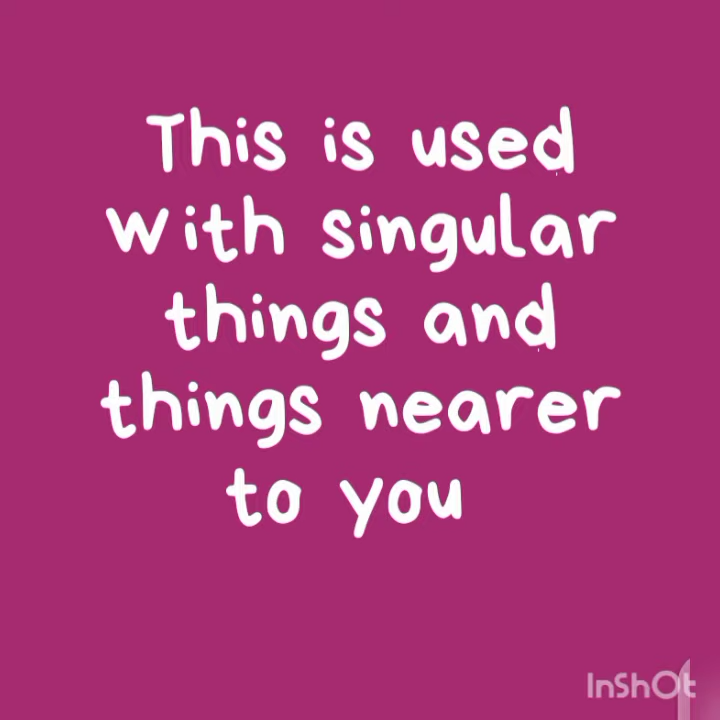 This is used
with singular
things and
things nearer
to you
InShOt